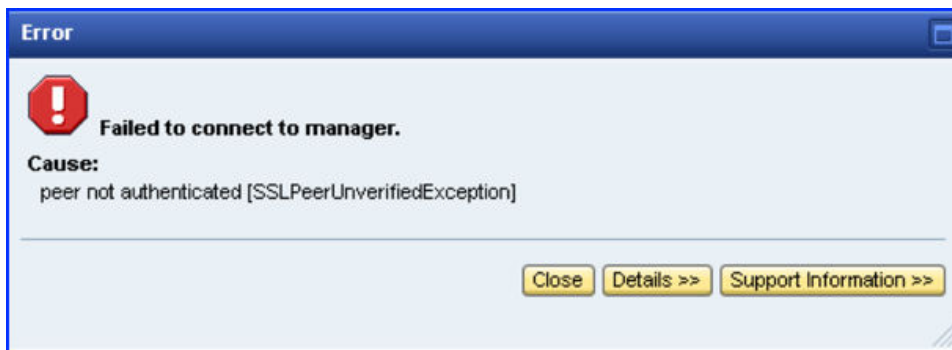 Error
Failed to connect to manager.
Cause:
peer not authenticated [SSLPeerUnverifiedException]
Close Details >> Support Information >>